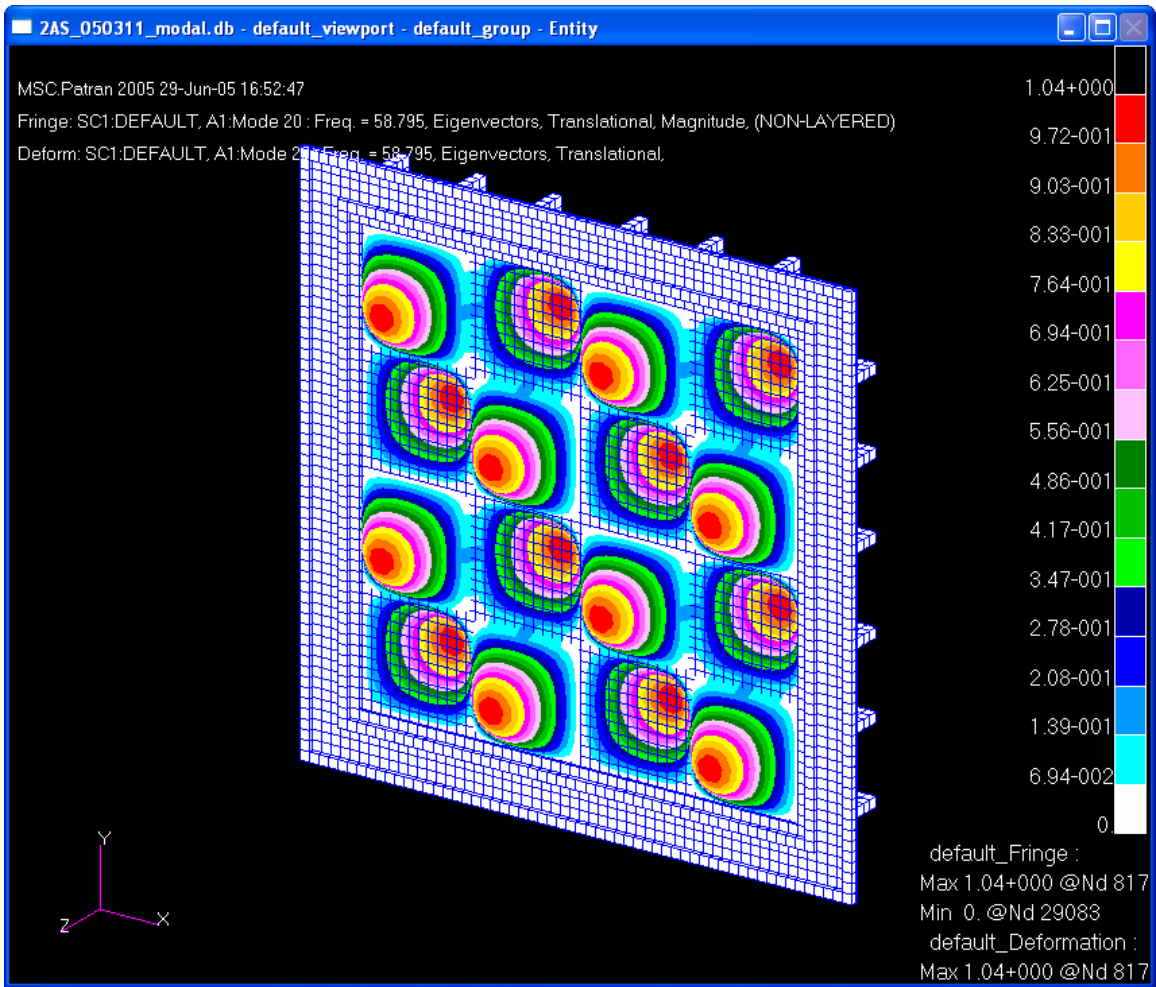 2AS_050311_modal.db - default_viewport - default_group - Entity
MSC.Patran 2005 29-Jun-05 16:52:47
Fringe: SC1:DEFAULT, A1:Mode 20 : Freq. = 58.795, Eigenvectors, Translational, Magnitude, (NON-LAYERED)
Deform: SC1:DEFAULT, A1:Mode 2 Freq. = 58.795, Eigenvectors, Translational,
1.04+000
9.72-001
9.03-001
8.33-001
7.64-001
6.94-001
6.25-001
5.56-001
4.86-001
4.17-001
3.47-001
2.78-001
2.08-001
1.39-001
6.94-002
0.
default_Fringe :
Max 1.04+000 @Nd 817
Min 0. @Nd 29083
default_Deformation :
Max 1.04+000 @Nd 817
Y
Z
X